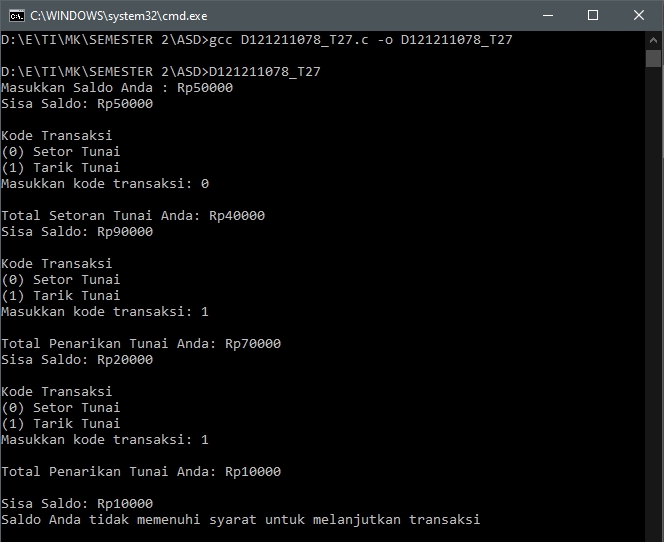 C:\WINDOWS\system32\cmd.exe
D:\E\TI\MK\SEMESTER 2\ASD>gcc D121211078_T27.c -o D121211078_T27
D:\E\TI\MK\SEMESTER 2\ASD>D121211078_T27
Masukkan Saldo Anda : Rp50000
Sisa Saldo: Rp50000
Kode Transaksi
(0) Setor Tunai
(1) Tarik Tunai
Masukkan kode transaksi: 0
Total Setoran Tunai Anda: Rp40000
Sisa Saldo: Rp90000
Kode Transaksi
(0) Setor Tunai
(1) Tarik Tunai
Masukkan kode transaksi: 1
Total Penarikan Tunai Anda: Rp70000
Sisa Saldo: Rp20000
Kode Transaksi
(0) Setor Tunai
(1) Tarik Tunai
Masukkan kode transaksi: 1
Total Penarikan Tunai Anda: Rp10000
Sisa Saldo: Rp10000
Saldo Anda tidak memenuhi syarat untuk melanjutkan transaksi